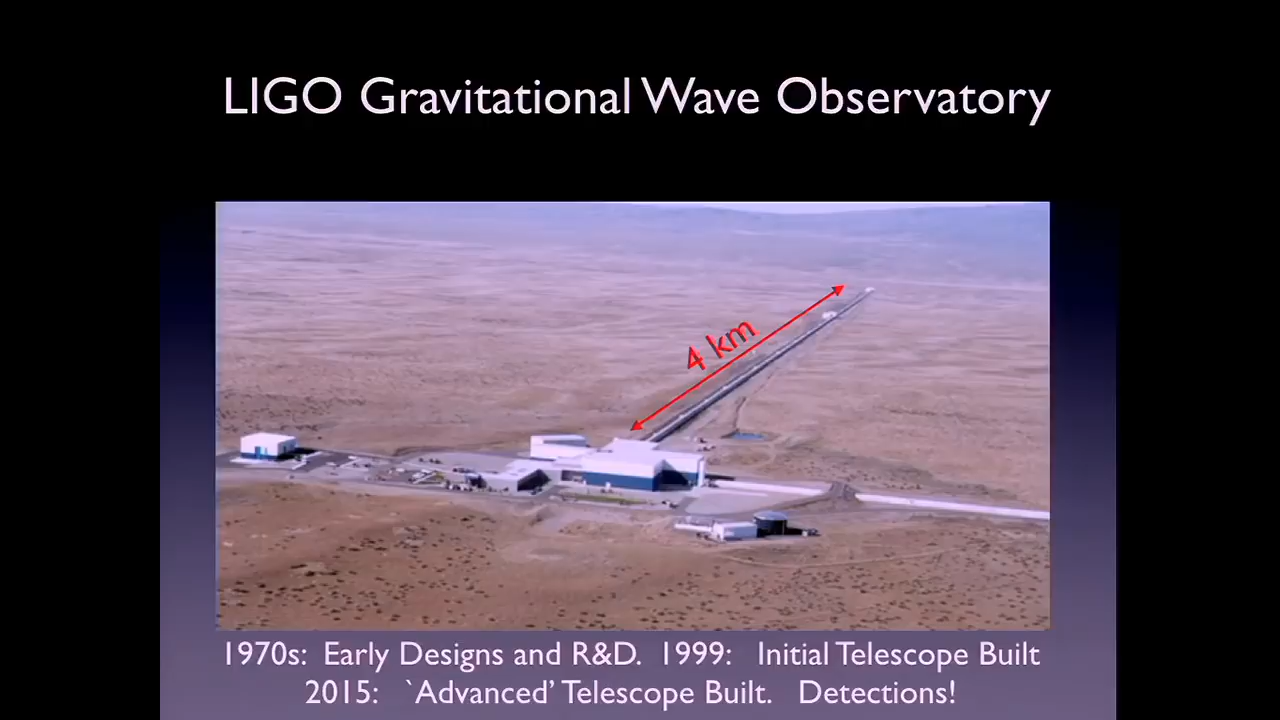 LIGO Gravitational Wave Observatory
4 km
1970s: Early Designs and R&D. 1999: Initial Telescope Built
2015: `Advanced’ Telescope Built. Detections!